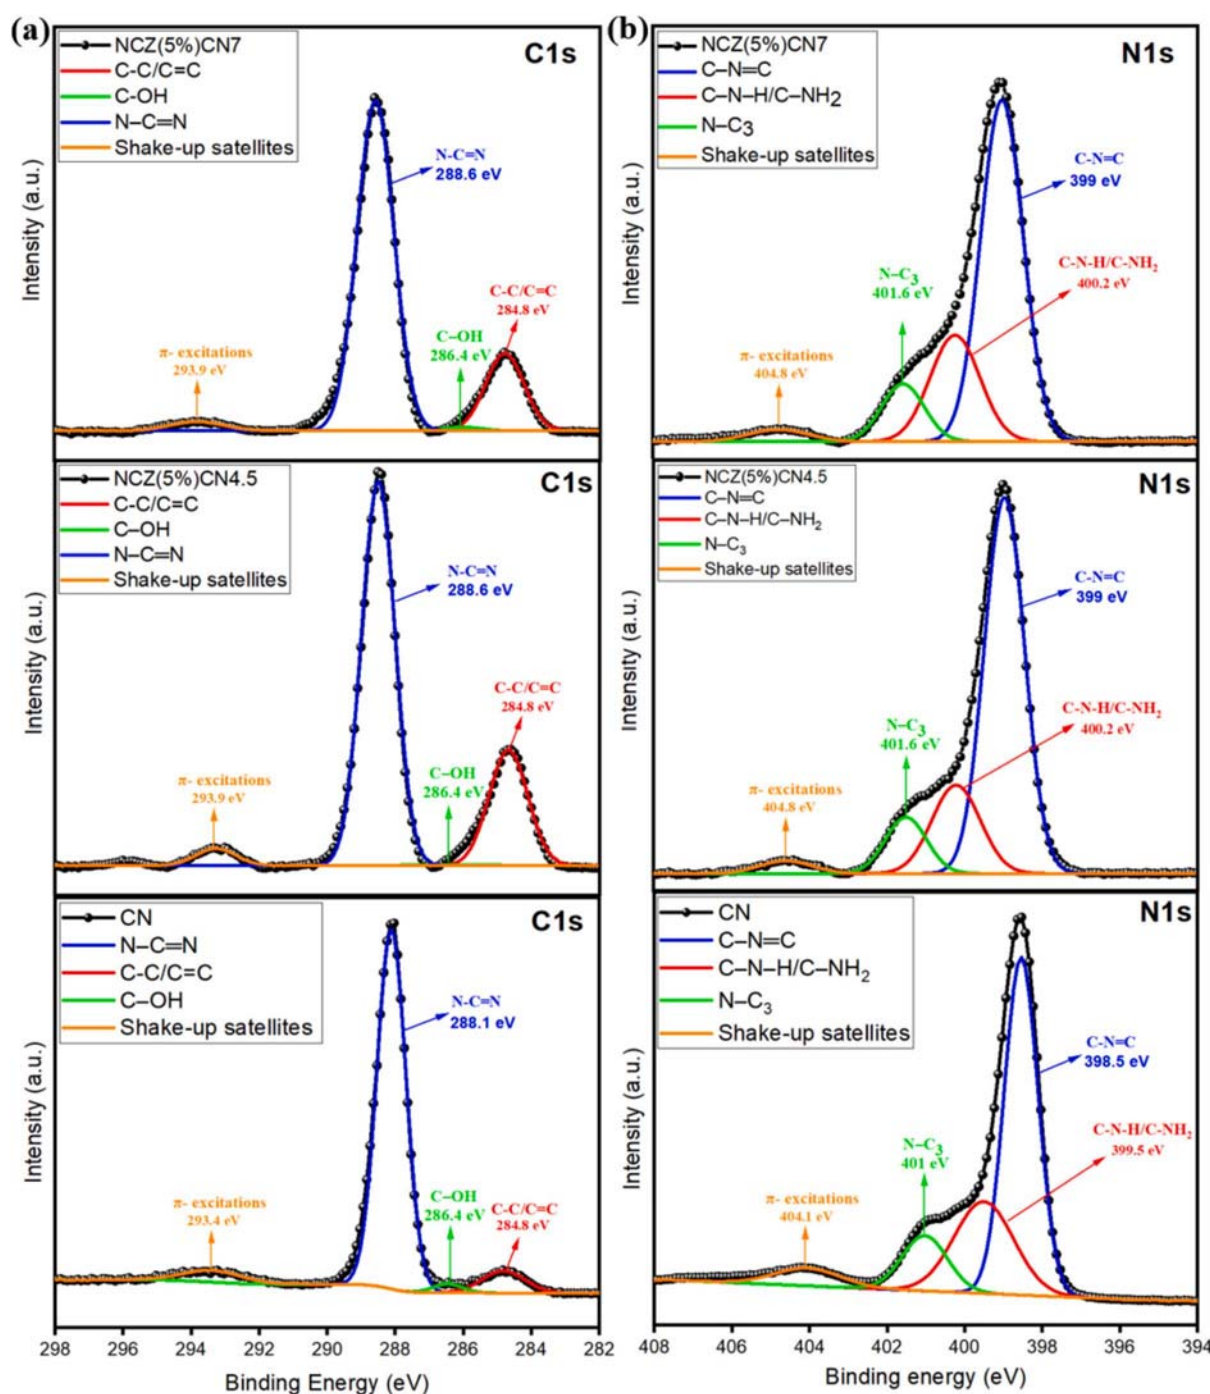 (a)
NCZ(5%)CN7
C-C/C=C
C-OH
N–C=N
Shake-up satellites
C1s
N-C=N
288.6 eV
C-C/C=C
284.8 eV
C–OH
286.4 eV
π- excitations
293.9 eV
Intensity (a.u.)
NCZ(5%)CN4.5
C-C/C=C
C–OH
N–C=N
Shake-up satellites
C1s
N-C=N
288.6 eV
C-C/C=C
284.8 eV
C–OH
286.4 eV
π- excitations
293.9 eV
Intensity (a.u.)
CN
N–C=N
C-C/C=C
C–OH
Shake-up satellites
C1s
N-C=N
288.1 eV
C–OH
286.4 eV
C-C/C=C
284.8 eV
π- excitations
293.4 eV
Intensity (a.u.)
298 296 294 292 290 288 286 284 282
Binding Energy (eV)
(b)
NCZ(5%)CN7
C–N=C
C–N–H/C–NH2
N–C3
Shake-up satellites
N1s
C-N=C
399 eV
C-N-H/C-NH2
400.2 eV
N–C3
401.6 eV
π- excitations
404.8 eV
Intensity (a.u.)
NCZ(5%)CN4.5
C–N=C
C–N–H/C–NH2
N–C3
Shake-up satellites
N1s
C-N=C
399 eV
C-N-H/C-NH2
400.2 eV
N–C3
401.6 eV
π- excitations
404.8 eV
Intensity (a.u.)
CN
C–N=C
C–N–H/C–NH2
N–C3
Shake-up satellites
N1s
C-N=C
398.5 eV
C-N-H/C-NH2
399.5 eV
N–C3
401 eV
π- excitations
404.1 eV
Intensity (a.u.)
408 406 404 402 400 398 396 394
Binding energy (eV)